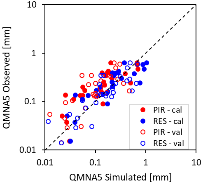 10
1
0.1
0.01
QMNA5 Observed [mm]
PIR - cal
RES - cal
PIR - val
RES - val
0.01
0.1
1
10
QMNA5 Simulated [mm]